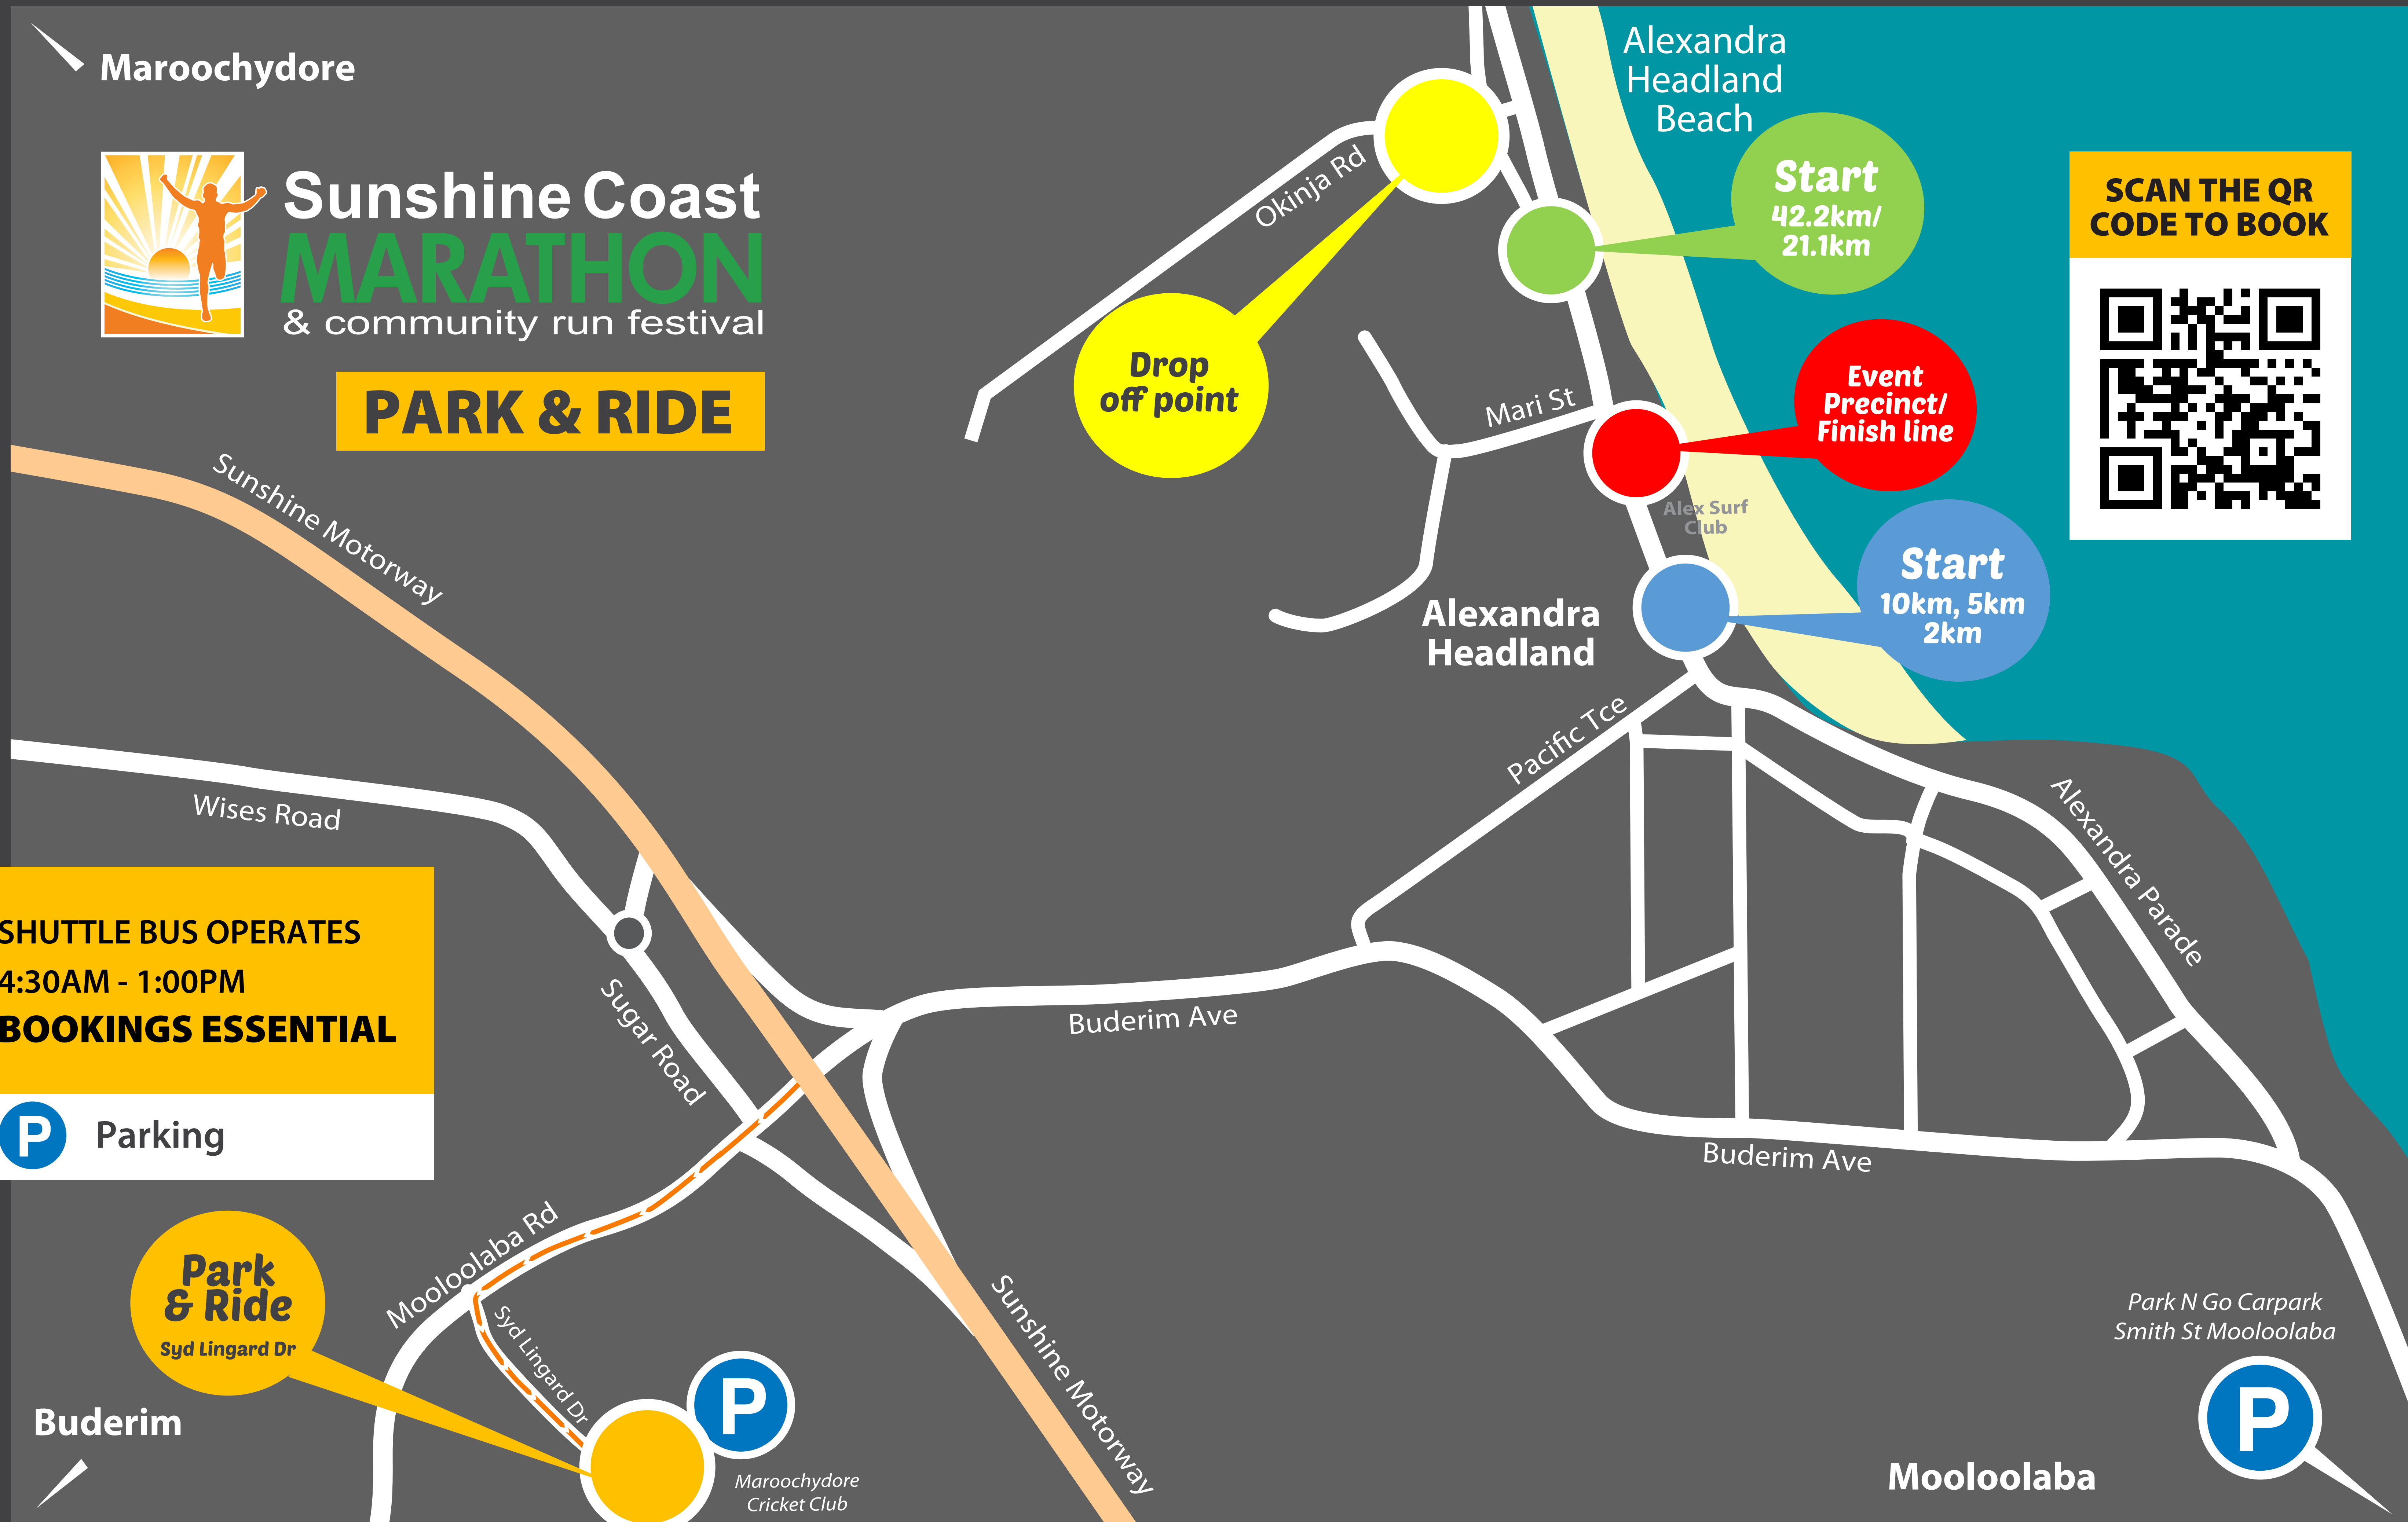 Maroochydore
Sunshine Coast
MARATHON
& community run festival
PARK & RIDE
Alexandra
Headland
Beach
Start
42.2km/
21.1km
SCAN THE QR
CODE TO BOOK
Okinja Rd
Drop
off point
Event
Precinct/
Finish line
Mari St
Alex Surf
Club
Start
10km, 5km
2km
Alexandra
Headland
Sunshine Motorway
Pacific Tce
Alexandra Parade
Wises Road
SHUTTLE BUS OPERATES
4:30AM - 1:00PM
BOOKINGS ESSENTIAL
P
Parking
Sugar Road
Buderim Ave
Buderim Ave
Mooloolaba Rd
Park
& Ride
Syd Lingard Dr
Syd Lingard Dr
P
Maroochydore
Cricket Club
Sunshine Motorway
Buderim
Park N Go Carpark
Smith St Mooloolaba
P
Mooloolaba